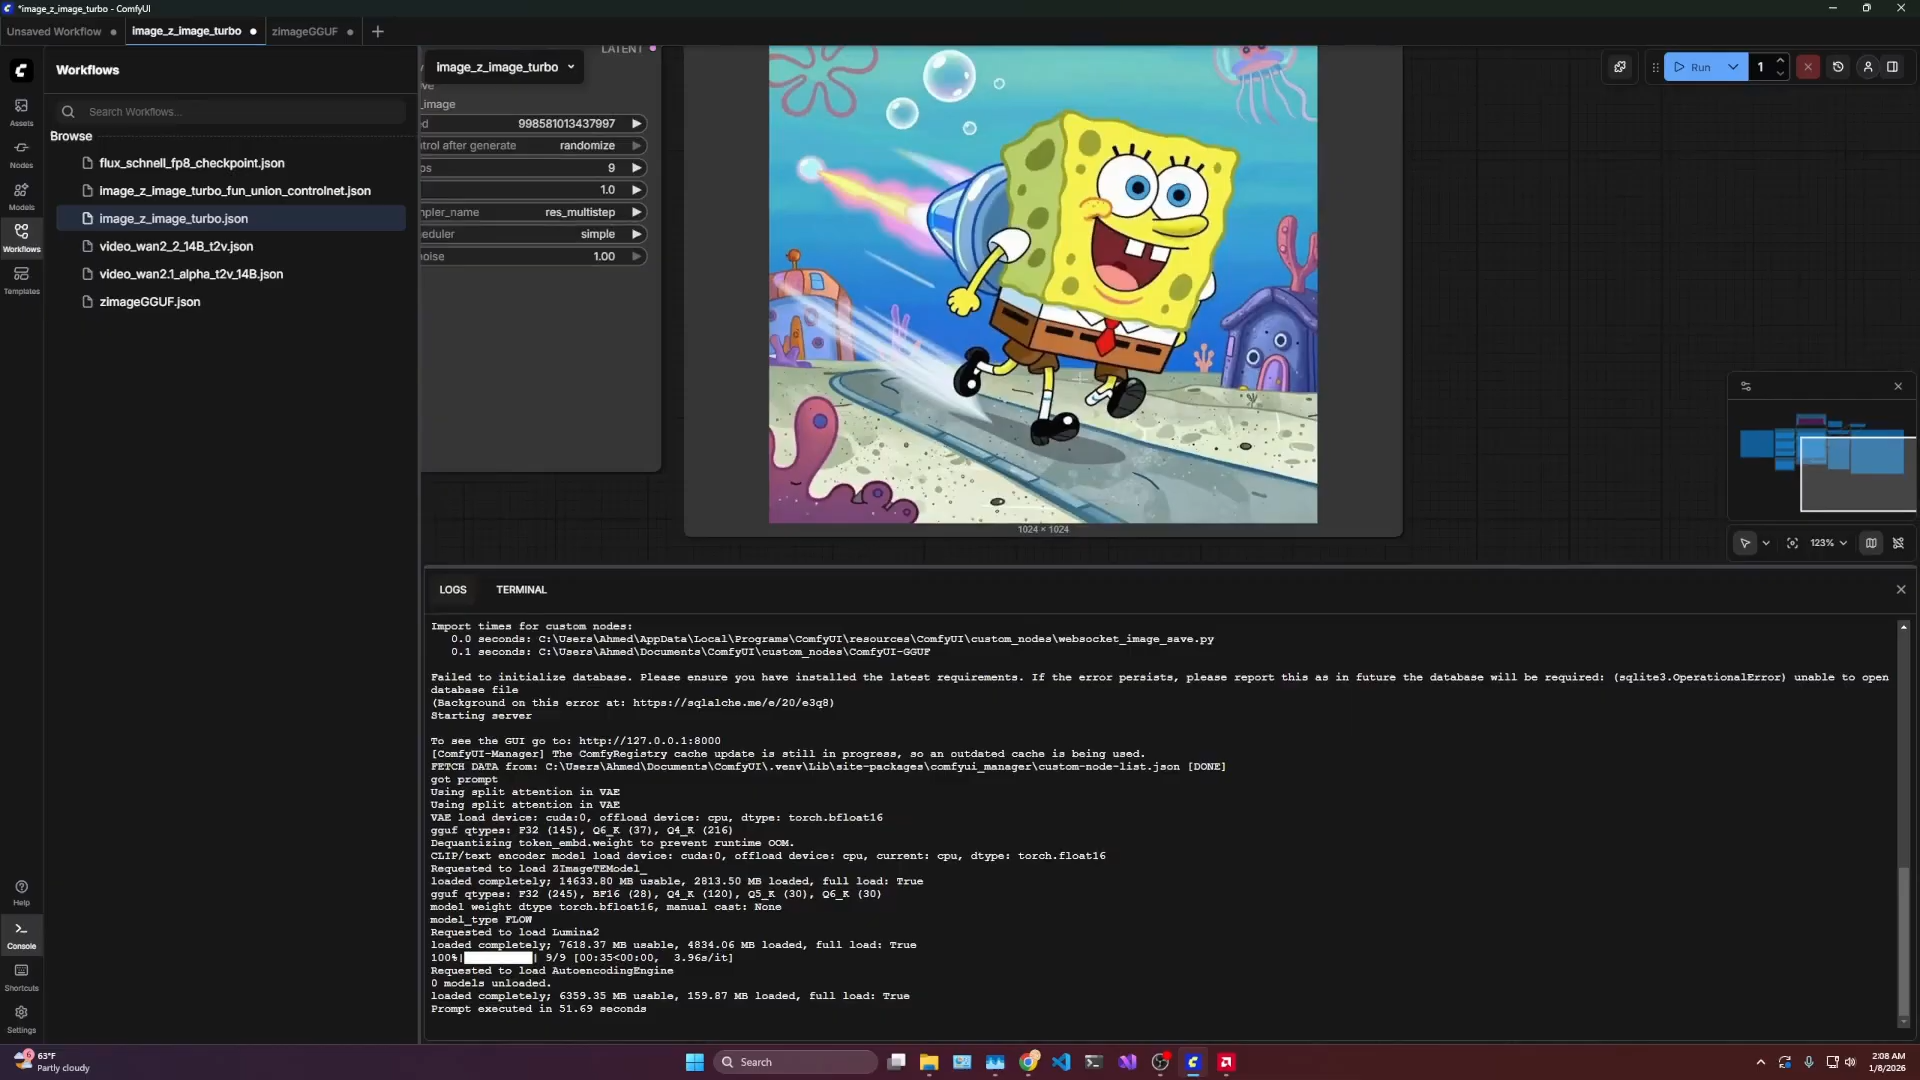 *image_z_image_turbo - ComfyUI
Unsaved Workflow
image_z_image_turbo
zimageGGUF
Workflows
Search Workflows...
Browse
flux_schnell_fp8_checkpoint.json
image_z_image_turbo_fun_union_controlnet.json
image_z_image_turbo.json
video_wan2_2_14B_t2v.json
video_wan2.1_alpha_t2v_14B.json
zimageGGUF.json
Assets
Nodes
Models
Workflows
Templates
Help
Console
Shortcuts
Settings
LATENT
image_z_image_turbo
ve
_image
d 998581013437997
ntrol after generate randomize
ps 9
1.0
mpler_name res_multistep
heduler simple
noise 1.00
1024 × 1024
Run 1
123%
LOGS TERMINAL
Import times for custom nodes:
0.0 seconds: C:\Users\Ahmed\AppData\Local\Programs\ComfyUI\resources\ComfyUI\custom_nodes\websocket_image_save.py
0.1 seconds: C:\Users\Ahmed\Documents\ComfyUI\custom_nodes\ComfyUI-GGUF
Failed to initialize database. Please ensure you have installed the latest requirements. If the error persists, please report this as in future the database will be required: (sqlite3.OperationalError) unable to open
database file
(Background on this error at: https://sqlalche.me/e/20/e3q8)
Starting server
To see the GUI go to: http://127.0.0.1:8000
[ComfyUI-Manager] The ComfyRegistry cache update is still in progress, so an outdated cache is being used.
FETCH DATA from: C:\Users\Ahmed\Documents\ComfyUI\.venv\Lib\site-packages\comfyui_manager\custom-node-list.json [DONE]
got prompt
Using split attention in VAE
Using split attention in VAE
VAE load device: cuda:0, offload device: cpu, dtype: torch.bfloat16
gguf qtypes: F32 (145), Q6_K (37), Q4_K (216)
Dequantizing token_embd.weight to prevent runtime OOM.
CLIP/text encoder model load device: cuda:0, offload device: cpu, current: cpu, dtype: torch.float16
Requested to load ZImageTEModel_
loaded completely; 14633.80 MB usable, 2813.50 MB loaded, full load: True
gguf qtypes: F32 (245), BF16 (28), Q4_K (120), Q5_K (30), Q6_K (30)
model weight dtype torch.bfloat16, manual cast: None
model_type FLOW
Requested to load Lumina2
loaded completely; 7618.37 MB usable, 4834.06 MB loaded, full load: True
100%| | 9/9 [00:35<00:00, 3.96s/it]
Requested to load AutoencodingEngine
0 models unloaded.
loaded completely; 6359.35 MB usable, 159.87 MB loaded, full load: True
Prompt executed in 51.69 seconds
63°F
Partly cloudy
Search
2:08 AM
1/8/2026